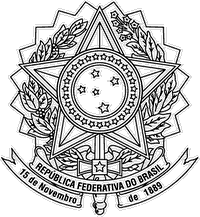 REPÚBLICA FEDERATIVA DO BRASIL
15 de Novembro de 1889